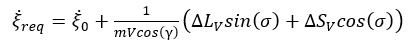 ξ̇_req = ξ̇_0 + 1/(mVcos(γ)) (ΔL_V sin(σ) + ΔS_V cos(σ))